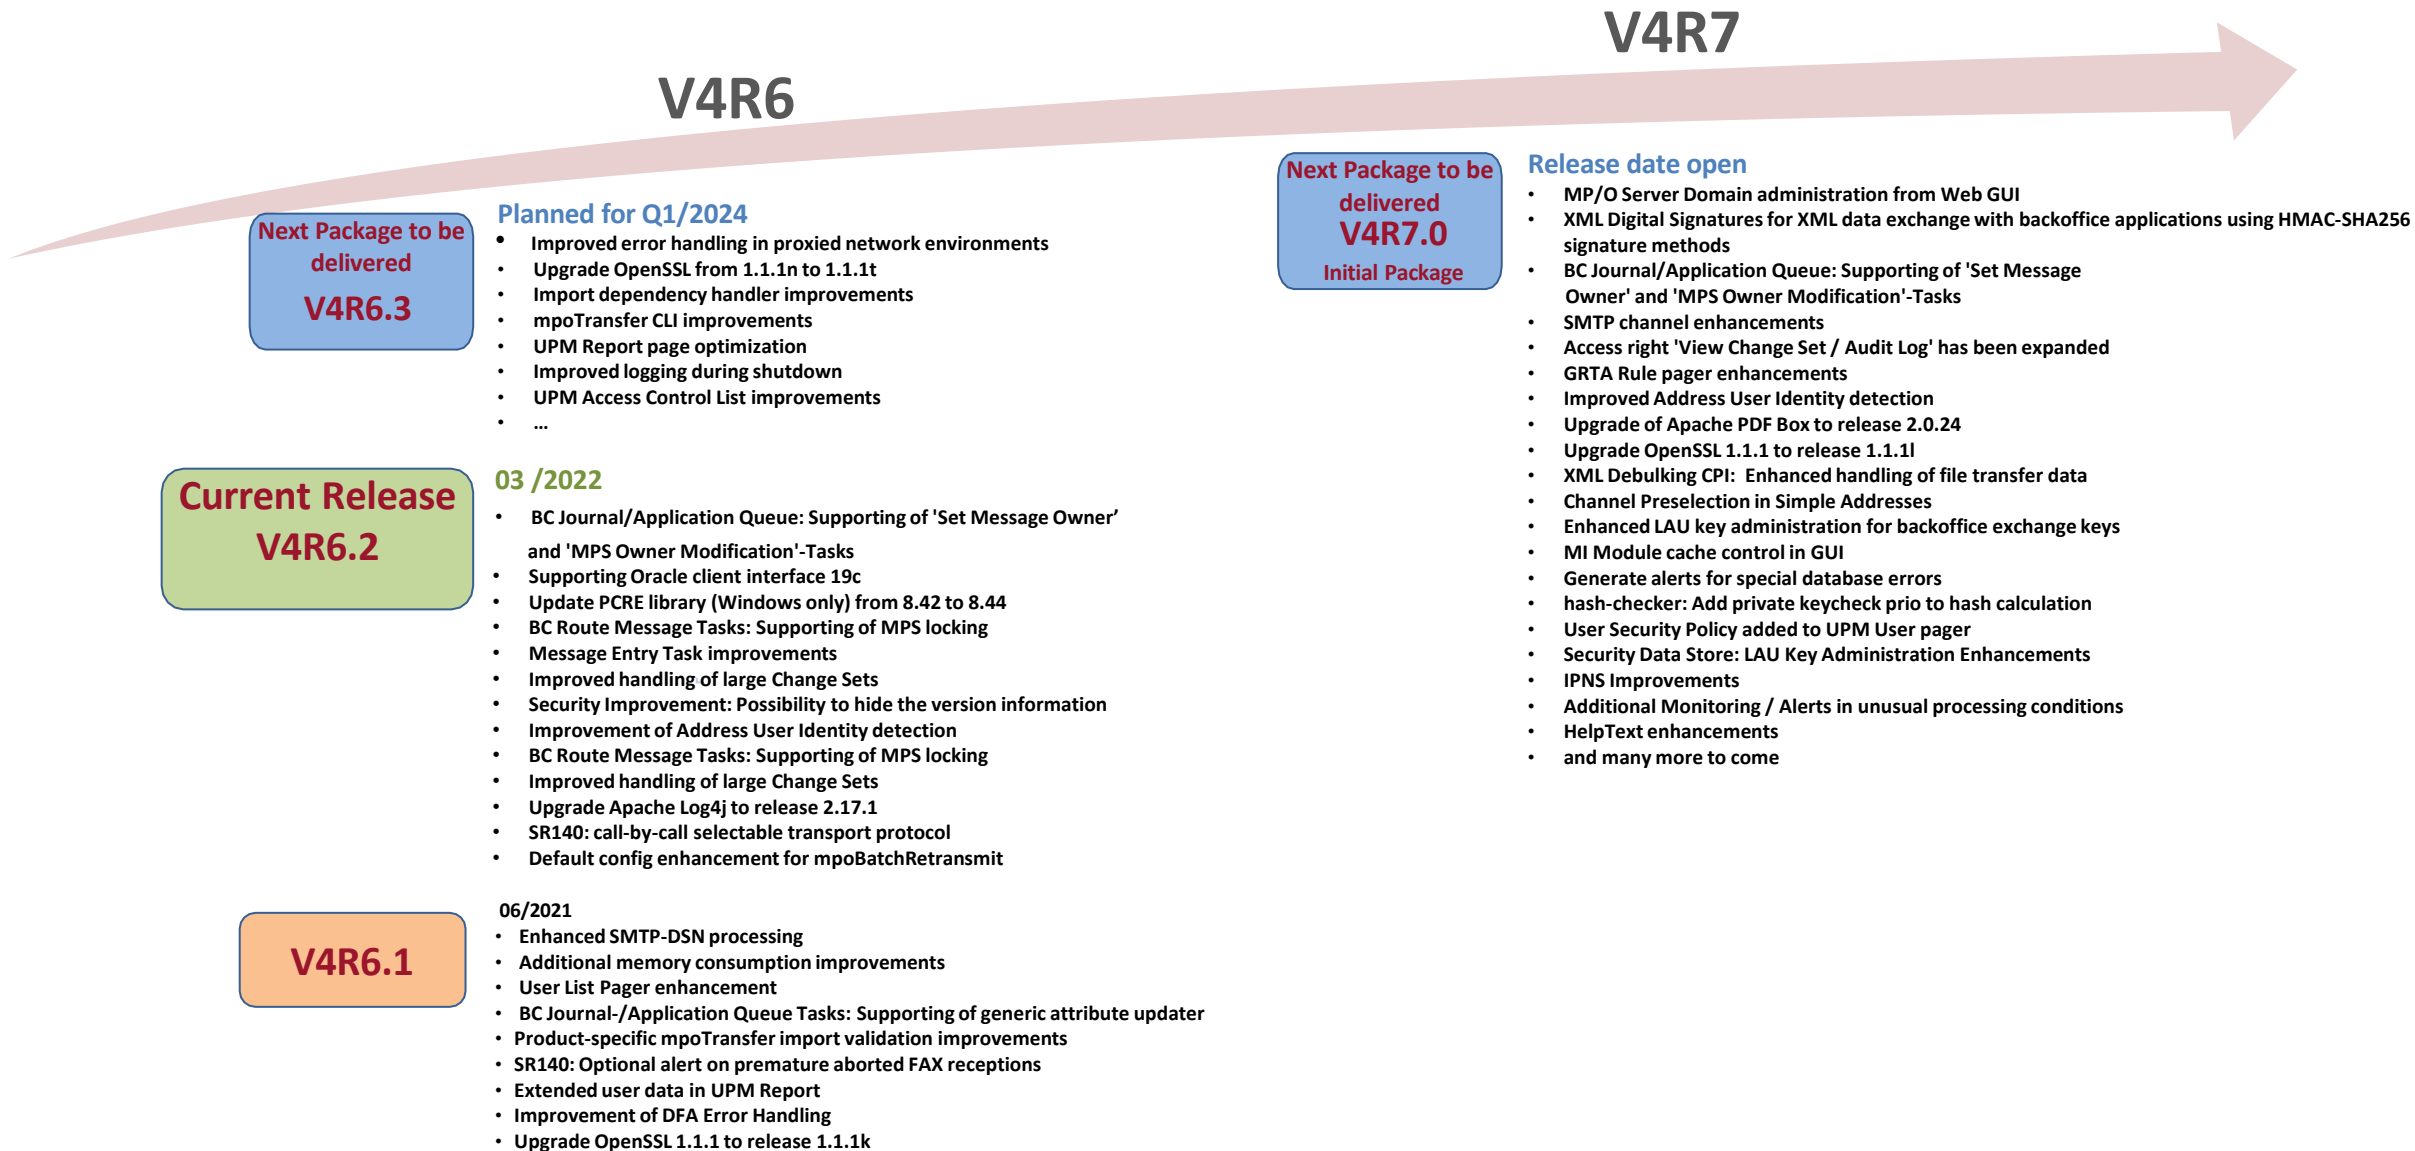 V4R6
V4R7
Next Package to be
delivered
V4R6.3
Planned for Q1/2024
• Improved error handling in proxied network environments
• Upgrade OpenSSL from 1.1.1n to 1.1.1t
• Import dependency handler improvements
• mpoTransfer CLI improvements
• UPM Report page optimization
• Improved logging during shutdown
• UPM Access Control List improvements
• ...
Current Release
V4R6.2
03 /2022
• BC Journal/Application Queue: Supporting of 'Set Message Owner’
and 'MPS Owner Modification'-Tasks
• Supporting Oracle client interface 19c
• Update PCRE library (Windows only) from 8.42 to 8.44
• BC Route Message Tasks: Supporting of MPS locking
• Message Entry Task improvements
• Improved handling of large Change Sets
• Security Improvement: Possibility to hide the version information
• Improvement of Address User Identity detection
• BC Route Message Tasks: Supporting of MPS locking
• Improved handling of large Change Sets
• Upgrade Apache Log4j to release 2.17.1
• SR140: call-by-call selectable transport protocol
• Default config enhancement for mpoBatchRetransmit
V4R6.1
06/2021
• Enhanced SMTP-DSN processing
• Additional memory consumption improvements
• User List Pager enhancement
• BC Journal-/Application Queue Tasks: Supporting of generic attribute updater
• Product-specific mpoTransfer import validation improvements
• SR140: Optional alert on premature aborted FAX receptions
• Extended user data in UPM Report
• Improvement of DFA Error Handling
• Upgrade OpenSSL 1.1.1 to release 1.1.1k
Next Package to be
delivered
V4R7.0
Initial Package
Release date open
• MP/O Server Domain administration from Web GUI
• XML Digital Signatures for XML data exchange with backoffice applications using HMAC-SHA256
signature methods
• BC Journal/Application Queue: Supporting of 'Set Message
Owner' and 'MPS Owner Modification'-Tasks
• SMTP channel enhancements
• Access right 'View Change Set / Audit Log' has been expanded
• GRTA Rule pager enhancements
• Improved Address User Identity detection
• Upgrade of Apache PDF Box to release 2.0.24
• Upgrade OpenSSL 1.1.1 to release 1.1.1l
• XML Debulking CPI: Enhanced handling of file transfer data
• Channel Preselection in Simple Addresses
• Enhanced LAU key administration for backoffice exchange keys
• MI Module cache control in GUI
• Generate alerts for special database errors
• hash-checker: Add private keycheck prio to hash calculation
• User Security Policy added to UPM User pager
• Security Data Store: LAU Key Administration Enhancements
• IPNS Improvements
• Additional Monitoring / Alerts in unusual processing conditions
• HelpText enhancements
• and many more to come